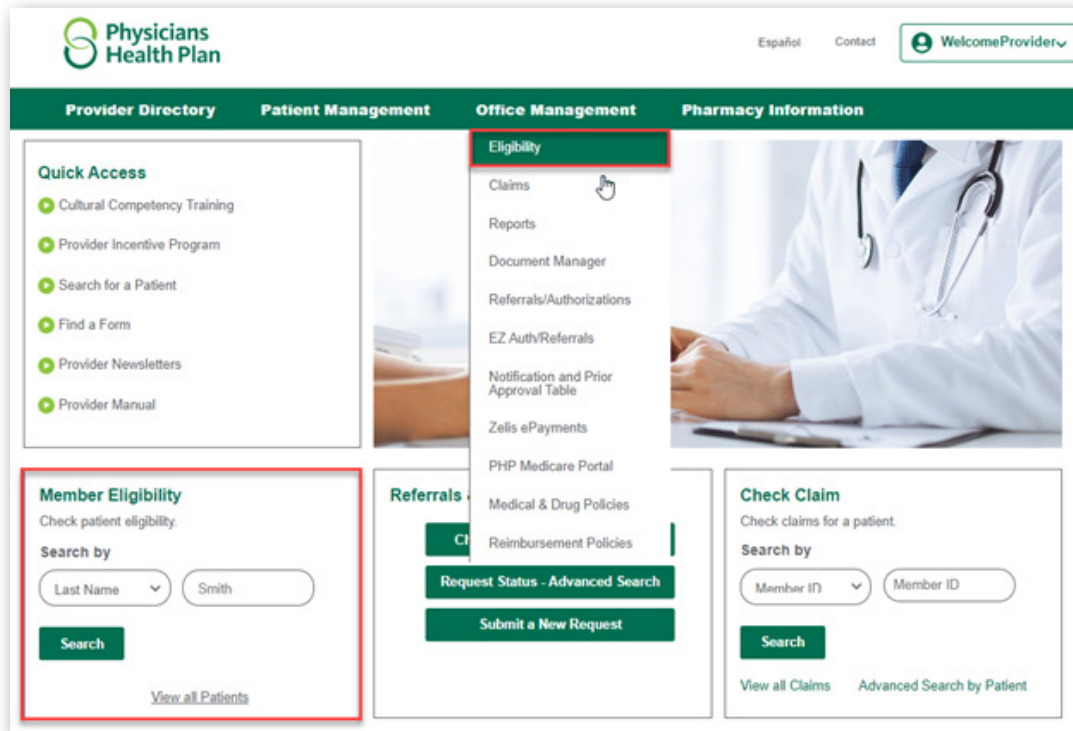 Physicians
Health Plan
Español Contact WelcomeProvider
Provider Directory Patient Management Office Management Pharmacy Information
Quick Access
Cultural Competency Training
Provider Incentive Program
Search for a Patient
Find a Form
Provider Newsletters
Provider Manual
Eligibility
Claims
Reports
Document Manager
Referrals/Authorizations
EZ Auth/Referrals
Notification and Prior
Approval Table
Zelis ePayments
PHP Medicare Portal
Medical & Drug Policies
Reimbursement Policies
Member Eligibility
Check patient eligibility.
Search by
Last Name Smith
Search
View all Patients
Referrals
Request Status - Advanced Search
Submit a New Request
Check Claim
Check claims for a patient.
Search by
Member ID Member ID
Search
View all Claims Advanced Search by Patient